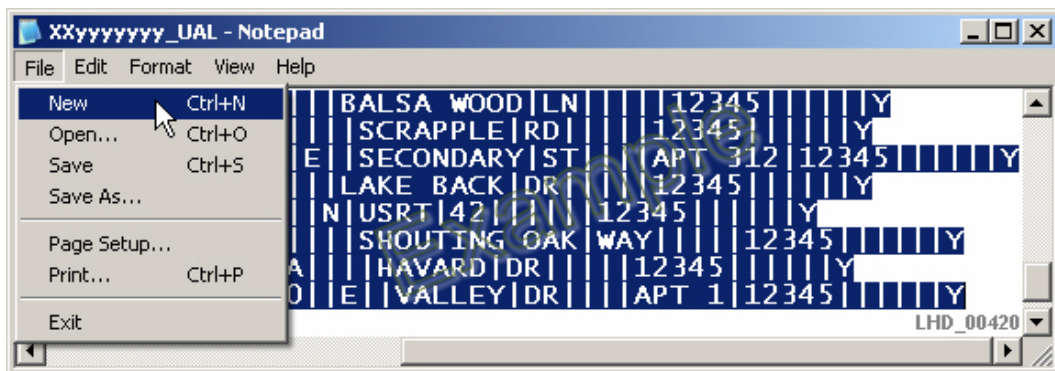 XXyyyyyyy_UAL - Notepad
File Edit Format View Help
New Ctrl+N
Open... Ctrl+O
Save Ctrl+S
Save As...
Page Setup...
Print... Ctrl+P
Exit
|||BALSA WOOD|LN|||||12345||||||Y
||||SCRAPPLE|RD|||||12345||||||Y
|E||SECONDARY|ST||||APT 312|12345||||||Y
|||LAKE BACK|DR|||||12345||||||Y
||N|USRT|42||||||12345||||||Y
||||SHOUTING OAK|WAY|||||12345||||||Y
A||||HAVARD|DR|||||12345||||||Y
0||E||VALLEY|DR||||APT 1|12345||||||Y
Example
LHD_00420